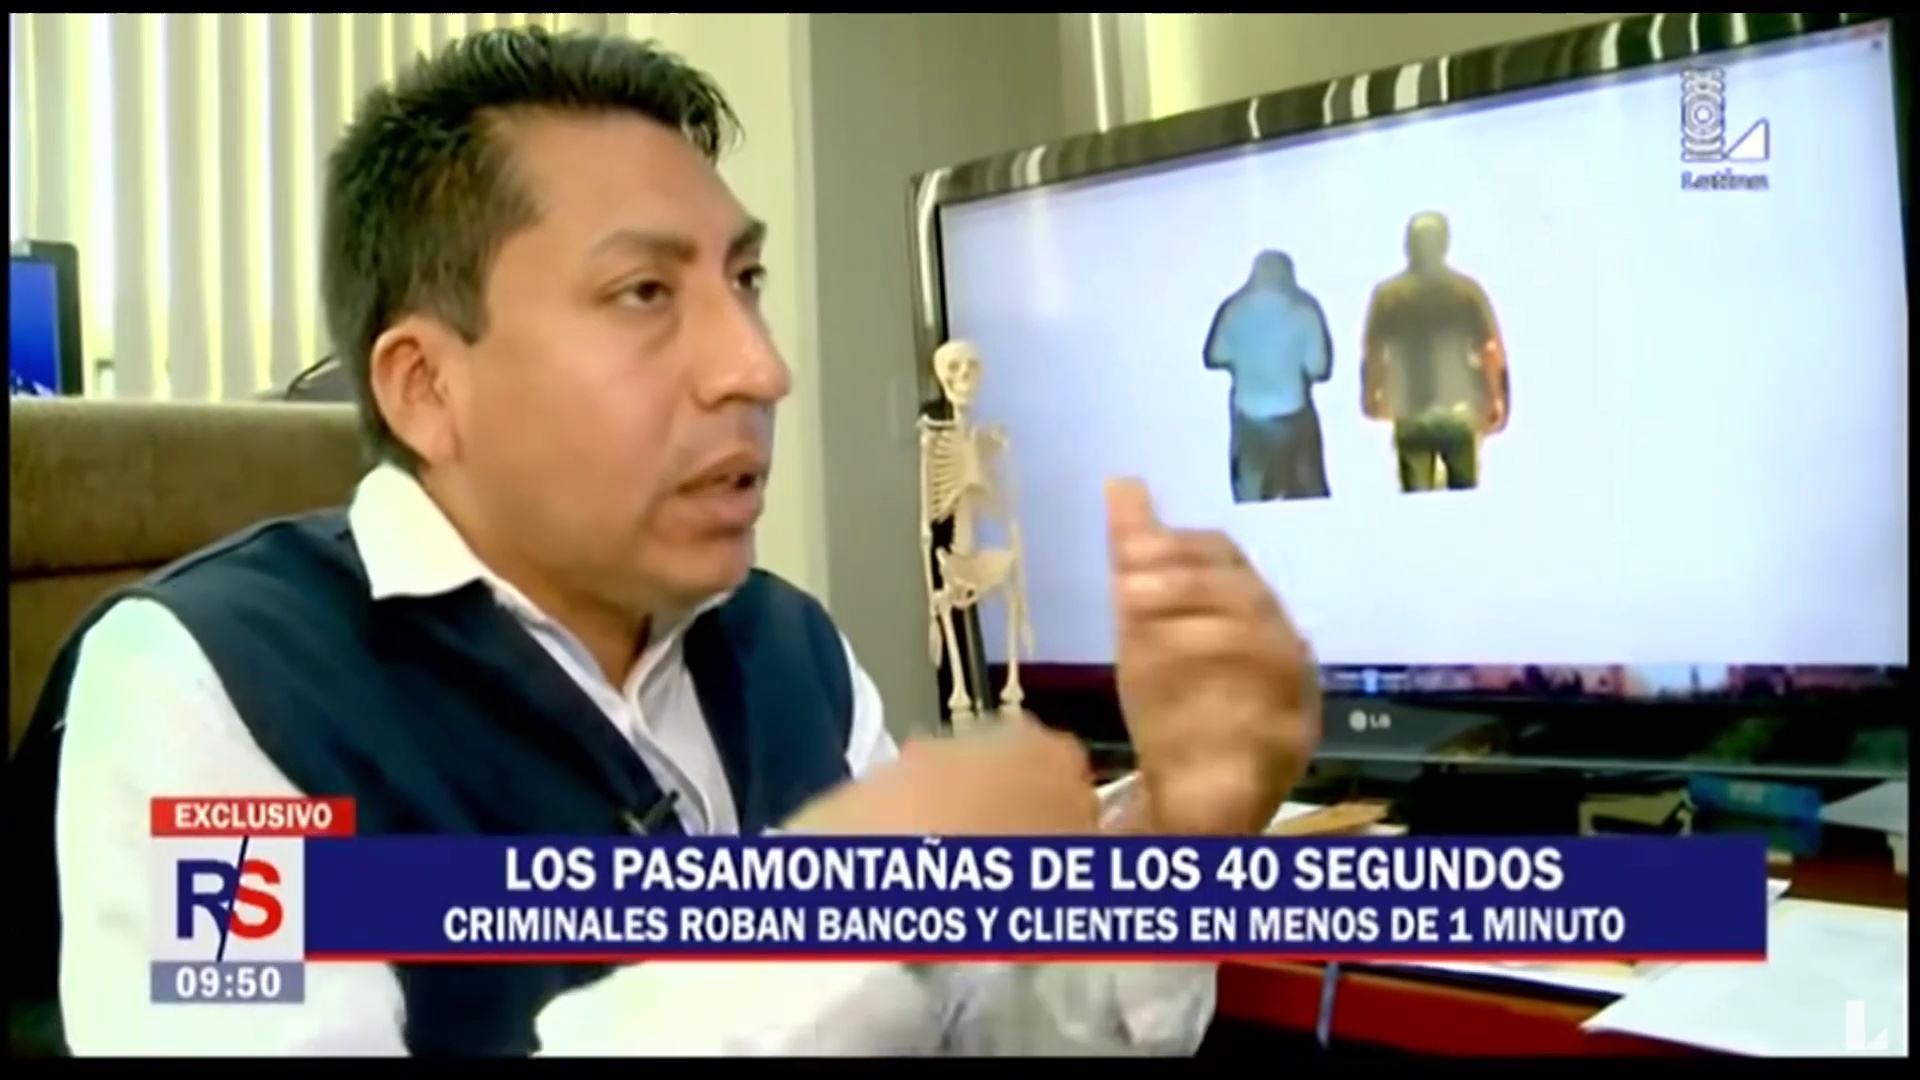 Latina
LG
EXCLUSIVO
RS
LOS PASAMONTAÑAS DE LOS 40 SEGUNDOS
CRIMINALES ROBAN BANCOS Y CLIENTES EN MENOS DE 1 MINUTO
09:50